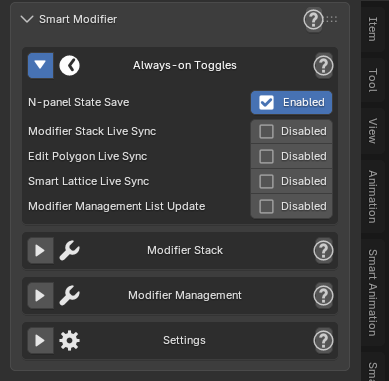 Smart Modifier
Always-on Toggles
N-panel State Save Enabled
Modifier Stack Live Sync Disabled
Edit Polygon Live Sync Disabled
Smart Lattice Live Sync Disabled
Modifier Management List Update Disabled
Modifier Stack
Modifier Management
Settings
Item
Tool
View
Animation
Smart Animation
Sma